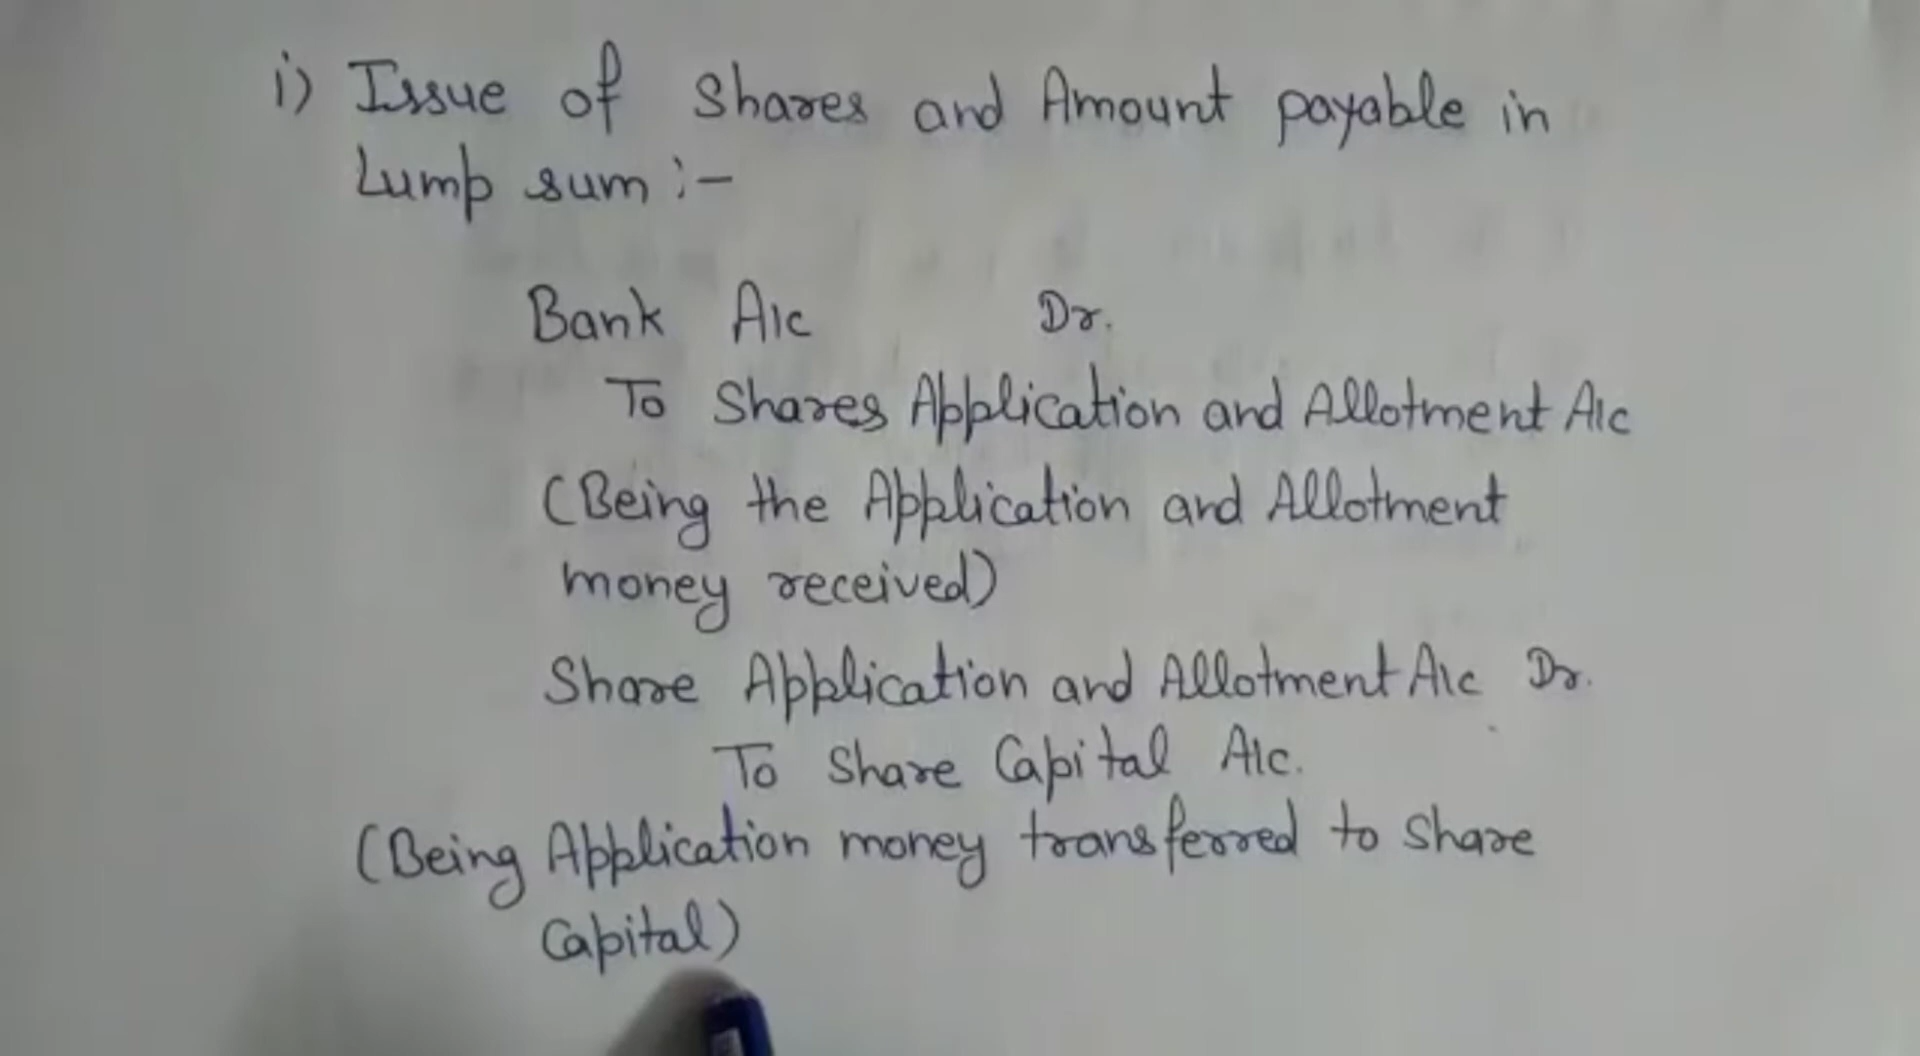 i) Issue of Shares and Amount payable in
Lump sum :-
Bank A/c Dr.
To Shares Application and Allotment A/c
(Being the Application and Allotment
money received)
Share Application and Allotment A/c Dr.
To Share Capital A/c.
(Being Application money transferred to Share
Capital)